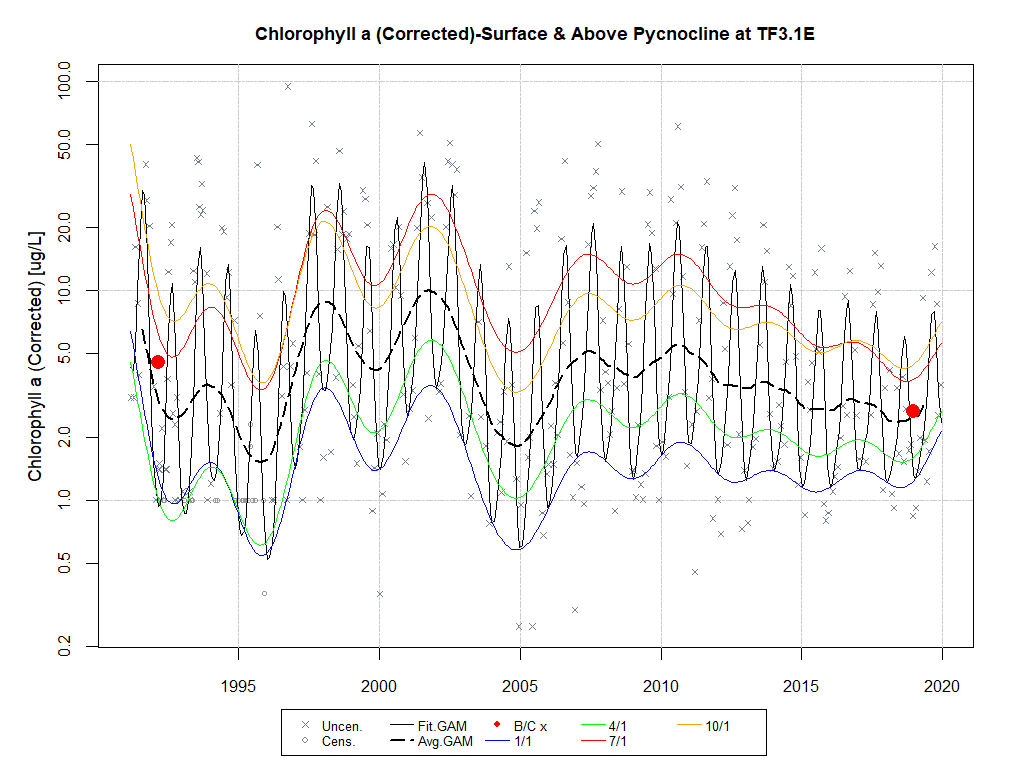 Chlorophyll a (Corrected)-Surface & Above Pycnocline at TF3.1E
Chlorophyll a (Corrected) [ug/L]
100.0
50.0
20.0
10.0
5.0
2.0
1.0
0.5
0.2
1995 2000 2005 2010 2015 2020
Uncen. Fit.GAM B/C x 4/1 10/1
Cens. Avg.GAM 1/1 7/1